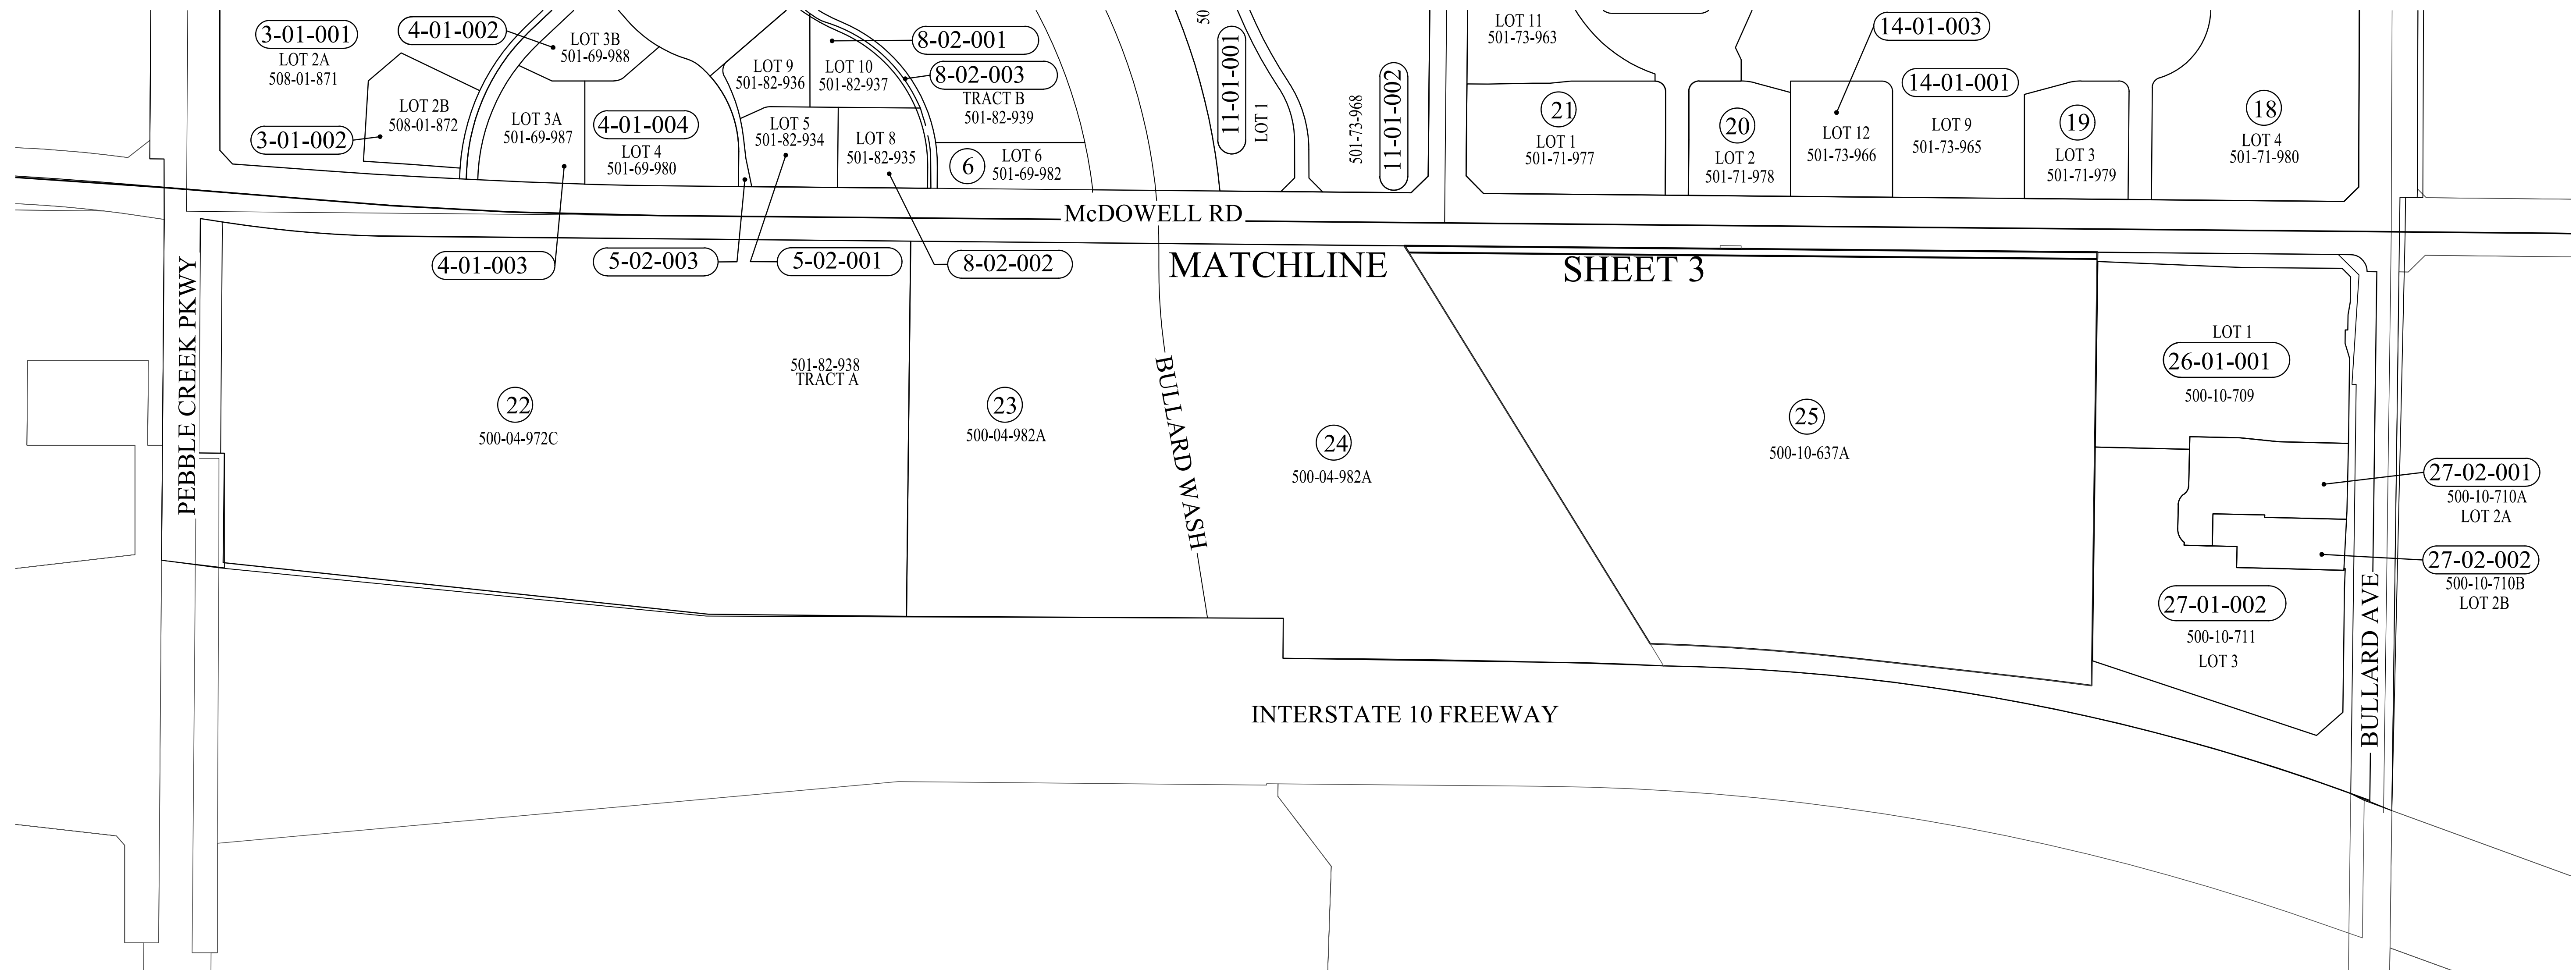 3-01-001
LOT 2A
508-01-871
4-01-002
LOT 3B
501-69-988
LOT 2B
508-01-872
3-01-002
LOT 3A
501-69-987
4-01-004
LOT 4
501-69-980
LOT 9
501-82-936
LOT 10
501-82-937
8-02-001
8-02-003
TRACT B
501-82-939
LOT 5
501-82-934
LOT 8
501-82-935
6
LOT 6
501-69-982
50
11-01-001
LOT 1
501-73-968
11-01-002
LOT 11
501-73-963
21
LOT 1
501-71-977
20
LOT 2
501-71-978
14-01-003
LOT 12
501-73-966
14-01-001
LOT 9
501-73-965
19
LOT 3
501-71-979
18
LOT 4
501-71-980
McDOWELL RD
4-01-003
5-02-003
5-02-001
8-02-002
MATCHLINE SHEET 3
PEBBLE CREEK PKWY
22
500-04-972C
501-82-938
TRACT A
23
500-04-982A
BULLARD WASH
24
500-04-982A
25
500-10-637A
LOT 1
26-01-001
500-10-709
27-02-001
500-10-710A
LOT 2A
27-02-002
500-10-710B
LOT 2B
27-01-002
500-10-711
LOT 3
BULLARD AVE
INTERSTATE 10 FREEWAY